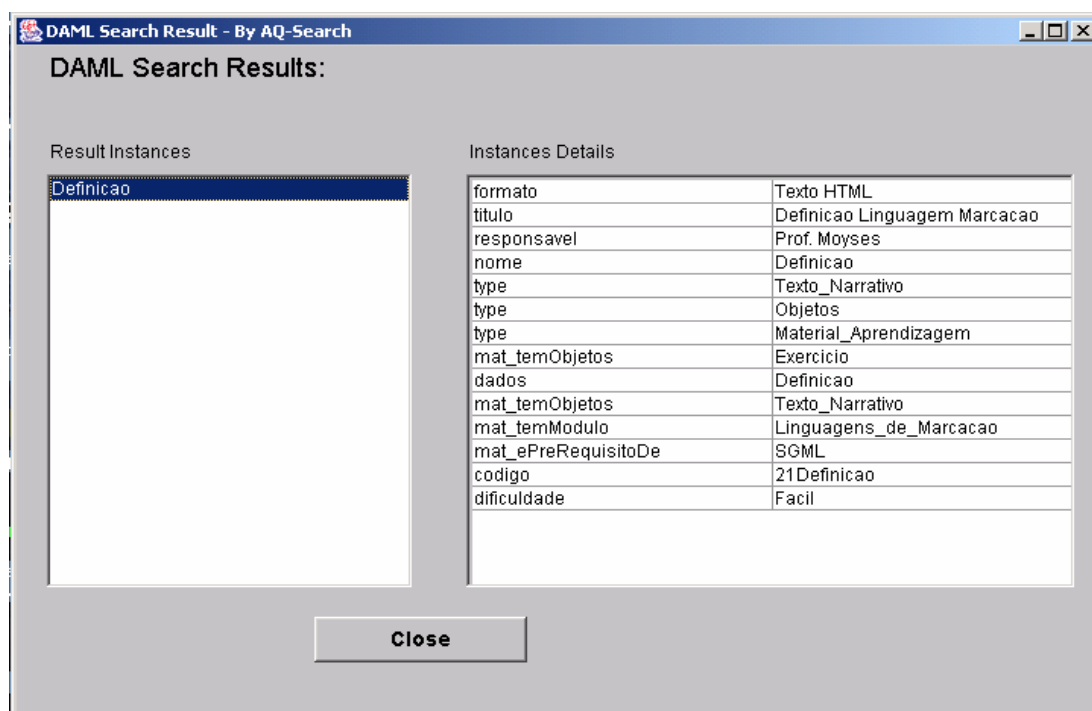 DAML Search Result - By AQ-Search
DAML Search Results:
Result Instances
Instances Details
Definicao
formato Texto HTML
titulo Definicao Linguagem Marcacao
responsavel Prof. Moyses
nome Definicao
type Texto_Narrativo
type Objetos
type Material_Aprendizagem
mat_temObjetos Exercicio
dados Definicao
mat_temObjetos Texto_Narrativo
mat_temModulo Linguagens_de_Marcacao
mat_ePreRequisitoDe SGML
codigo 21Definicao
dificuldade Facil
Close